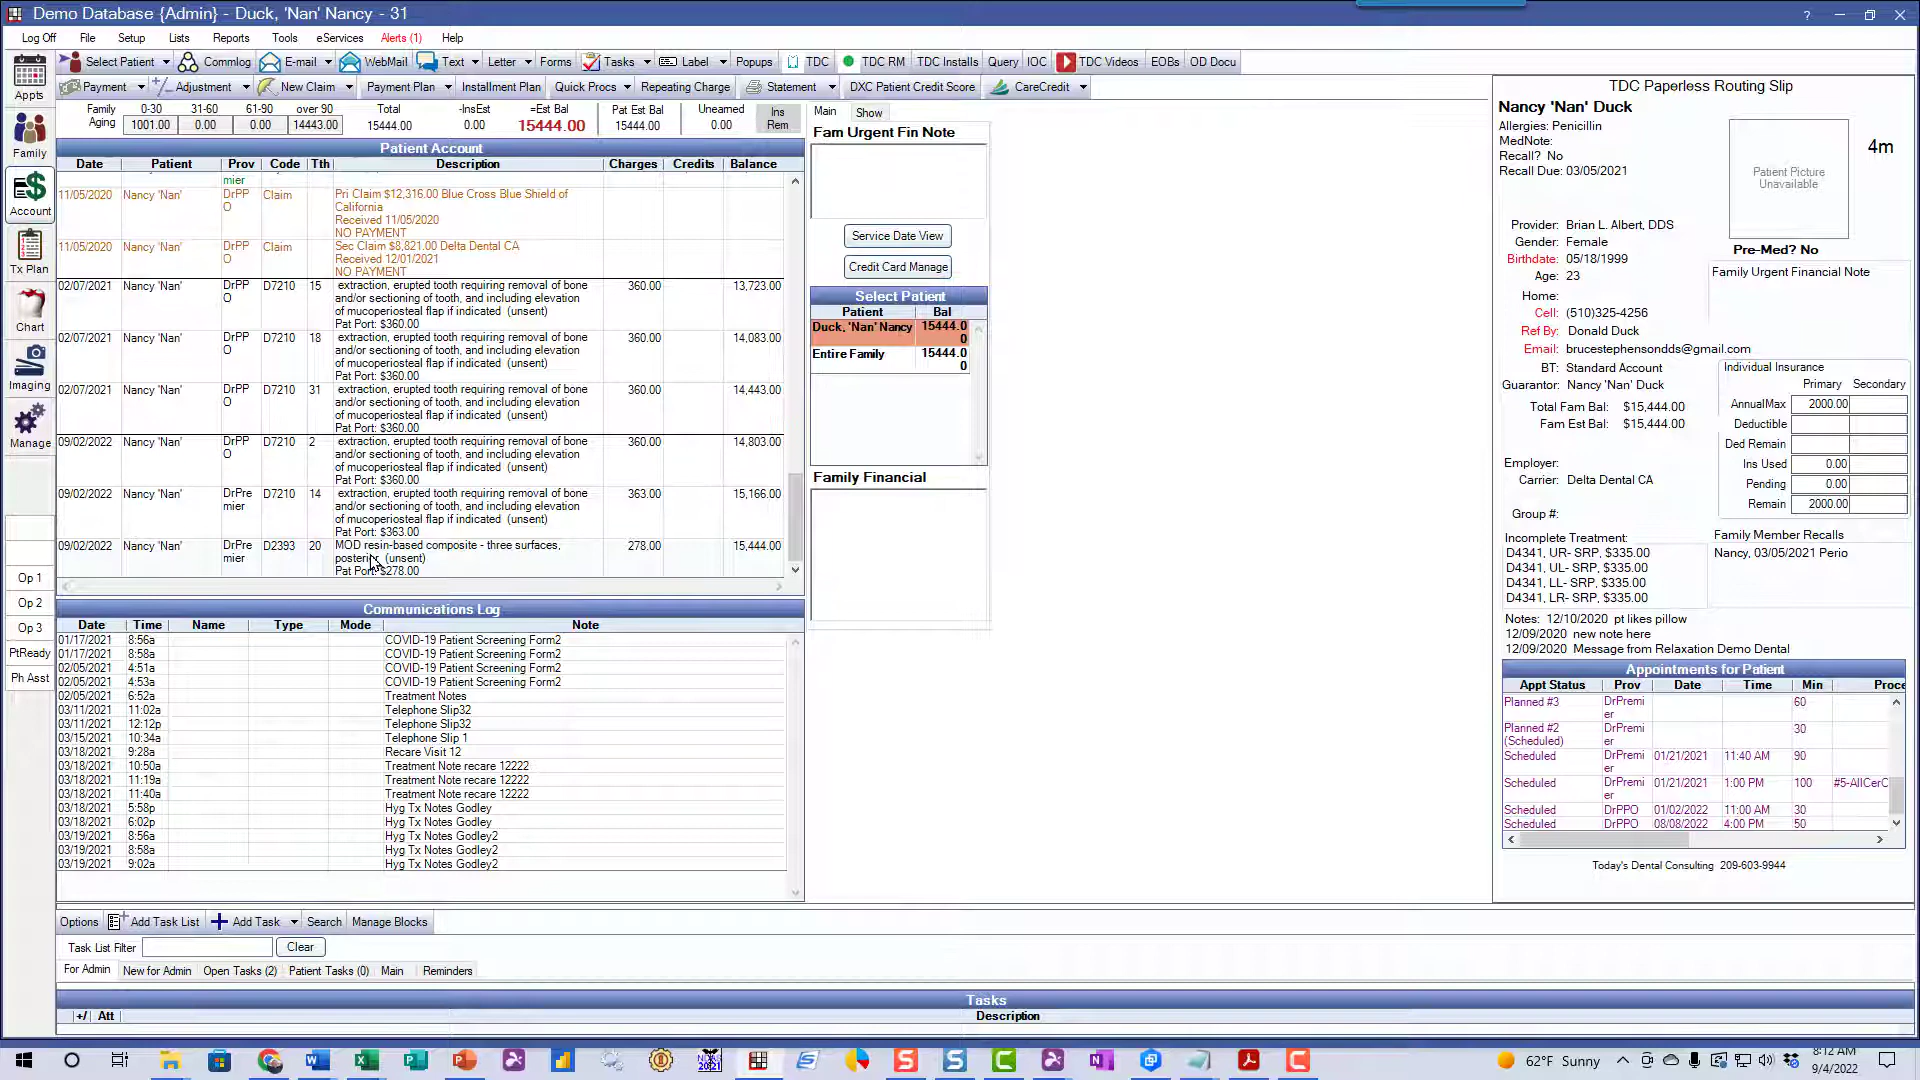 Demo Database {Admin} - Duck, 'Nan' Nancy - 31
Log Off File Setup Lists Reports Tools eServices Alerts (1) Help
Select Patient Commlog E-mail WebMail Text Letter Forms Tasks Label Popups TDC TDC RM TDC Installs Query IOC TDC Videos EOBs OD Docu
Payment Adjustment New Claim Payment Plan Installment Plan Quick Procs Repeating Charge Statement DXC Patient Credit Score CareCredit
Appts
Family
Account
Tx Plan
Chart
Imaging
Manage
Op 1
Op 2
Op 3
PtReady
Ph Asst
Family Aging 0-30 31-60 61-90 over 90 Total -InsEst =Est Bal Pat Est Bal Unearned Ins Rem
1001.00 0.00 0.00 14443.00 15444.00 0.00 15444.00 15444.00 0.00
Patient Account
Date Patient Prov Code Tth Description Charges Credits Balance
mier
11/05/2020 Nancy 'Nan' DrPP Claim Pri Claim $12,316.00 Blue Cross Blue Shield of
O California
Received 11/05/2020
NO PAYMENT
11/05/2020 Nancy 'Nan' DrPP Claim Sec Claim $8,821.00 Delta Dental CA
O Received 12/01/2021
NO PAYMENT
02/07/2021 Nancy 'Nan' DrPP D7210 15 extraction, erupted tooth requiring removal of bone 360.00 13,723.00
O and/or sectioning of tooth, and including elevation
of mucoperiosteal flap if indicated (unsent)
Pat Port: $360.00
02/07/2021 Nancy 'Nan' DrPP D7210 18 extraction, erupted tooth requiring removal of bone 360.00 14,083.00
O and/or sectioning of tooth, and including elevation
of mucoperiosteal flap if indicated (unsent)
Pat Port: $360.00
02/07/2021 Nancy 'Nan' DrPP D7210 31 extraction, erupted tooth requiring removal of bone 360.00 14,443.00
O and/or sectioning of tooth, and including elevation
of mucoperiosteal flap if indicated (unsent)
Pat Port: $360.00
09/02/2022 Nancy 'Nan' DrPP D7210 2 extraction, erupted tooth requiring removal of bone 360.00 14,803.00
O and/or sectioning of tooth, and including elevation
of mucoperiosteal flap if indicated (unsent)
Pat Port: $360.00
09/02/2022 Nancy 'Nan' DrPre D7210 14 extraction, erupted tooth requiring removal of bone 363.00 15,166.00
mier and/or sectioning of tooth, and including elevation
of mucoperiosteal flap if indicated (unsent)
Pat Port: $363.00
09/02/2022 Nancy 'Nan' DrPre D2393 20 MOD resin-based composite - three surfaces, 278.00 15,444.00
mier posterior (unsent)
Pat Port: $278.00
Communications Log
Date Time Name Type Mode Note
01/17/2021 8:56a COVID-19 Patient Screening Form2
01/17/2021 8:58a COVID-19 Patient Screening Form2
02/05/2021 4:51a COVID-19 Patient Screening Form2
02/05/2021 4:53a COVID-19 Patient Screening Form2
02/05/2021 6:52a Treatment Notes
03/11/2021 11:02a Telephone Slip32
03/11/2021 12:12p Telephone Slip32
03/15/2021 10:34a Telephone Slip 1
03/18/2021 9:28a Recare Visit 12
03/18/2021 10:50a Treatment Note recare 12222
03/18/2021 11:19a Treatment Note recare 12222
03/18/2021 11:40a Treatment Note recare 12222
03/18/2021 5:58p Hyg Tx Notes Godley
03/18/2021 6:02p Hyg Tx Notes Godley
03/19/2021 8:56a Hyg Tx Notes Godley2
03/19/2021 8:58a Hyg Tx Notes Godley2
03/19/2021 9:02a Hyg Tx Notes Godley2
Main Show
Fam Urgent Fin Note
Service Date View
Credit Card Manage
Select Patient
Patient Bal
Duck, 'Nan' Nancy 15444.0
0
Entire Family 15444.0
0
Family Financial
TDC Paperless Routing Slip
Nancy 'Nan' Duck
Allergies: Penicillin
MedNote:
Recall? No
Recall Due: 03/05/2021
Patient Picture
Unavailable
4m
Provider: Brian L. Albert, DDS
Gender: Female
Birthdate: 05/18/1999
Age: 23
Home:
Cell: (510)325-4256
Ref By: Donald Duck
Email: brucestephensondds@gmail.com
BT: Standard Account
Guarantor: Nancy 'Nan' Duck
Total Fam Bal: $15,444.00
Fam Est Bal: $15,444.00
Employer:
Carrier: Delta Dental CA
Group #:
Pre-Med? No
Family Urgent Financial Note
Individual Insurance
Primary Secondary
AnnualMax 2000.00
Deductible
Ded Remain
Ins Used 0.00
Pending 0.00
Remain 2000.00
Incomplete Treatment:
D4341, UR- SRP, $335.00
D4341, UL- SRP, $335.00
D4341, LL- SRP, $335.00
D4341, LR- SRP, $335.00
Family Member Recalls
Nancy, 03/05/2021 Perio
Notes: 12/10/2020 pt likes pillow
12/09/2020 new note here
12/09/2020 Message from Relaxation Demo Dental
Appointments for Patient
Appt Status Prov Date Time Min Proce
Planned #3 DrPremi 60
er
Planned #2 DrPremi 30
(Scheduled) er
Scheduled DrPremi 01/21/2021 11:40 AM 90
er
Scheduled DrPremi 01/21/2021 1:00 PM 100 #5-AllCerC
er
Scheduled DrPPO 01/02/2022 11:00 AM 30
Scheduled DrPPO 08/08/2022 4:00 PM 50
Today's Dental Consulting 209-603-9944
Options Add Task List Add Task Search Manage Blocks
Task List Filter Clear
For Admin New for Admin Open Tasks (2) Patient Tasks (0) Main Reminders
Tasks
+/ Att Description
62°F Sunny
8:12 AM
9/4/2022